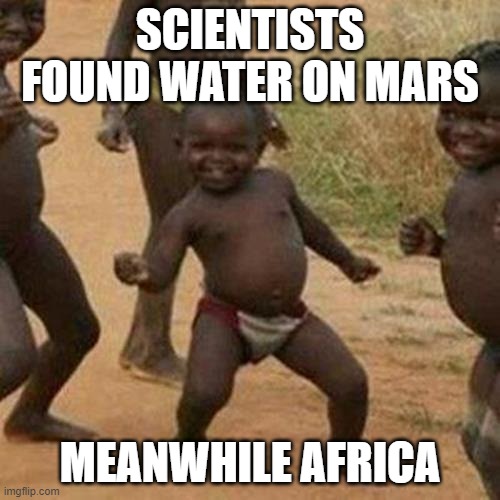 SCIENTISTS
FOUND WATER ON MARS
MEANWHILE AFRICA
imgflip.com